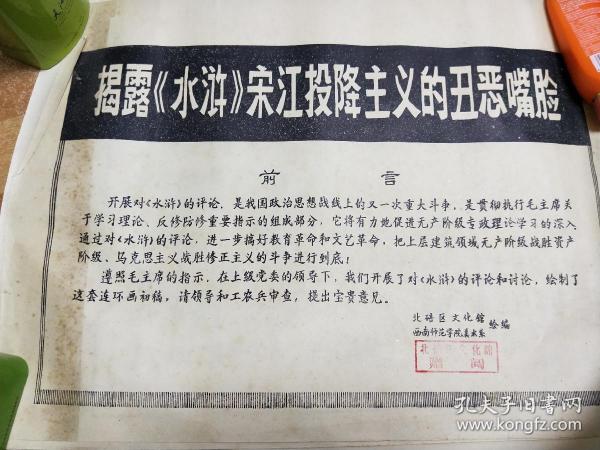 揭露《水浒》宋江投降主义的丑恶嘴脸
前言
开展对《水浒》的评论，是我国政治思想战线上的又一次重大斗争，是贯彻执行毛主席关
于学习理论、反修防修重要指示的组成部分，它将有力地促进无产阶级专政理论学习的深入
通过对《水浒》的评论，进一步搞好教育革命和文艺革命，把上层建筑领域无产阶级战胜资产
阶级、马克思主义战胜修正主义的斗争进行到底！
遵照毛主席的指示，在上级党委的领导下，我们开展了对《水浒》的评论和讨论，绘制了
这套连环画初稿，请领导和工农兵审查，提出宝贵意见。
北碚区文化馆
西南师范学院美术系
绘编
北 文化馆
赠阅
孔夫子旧书网
www.kongfz.com